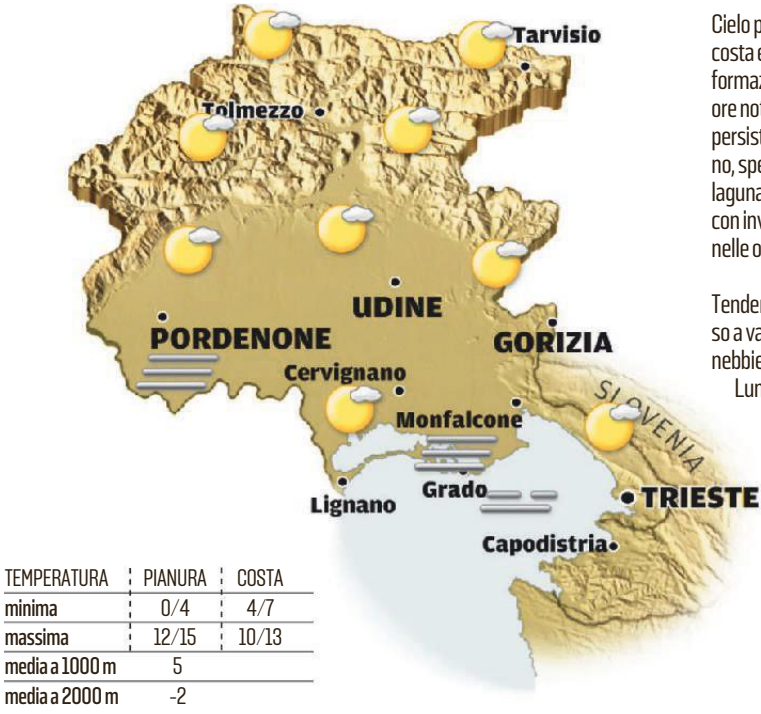 Tarvisio
Tolmezzo
UDINE
PORDENONE
GORIZIA
Cervignano
SLOVENIA
Monfalcone
Lignano
Grado
TRIESTE
Capodistria
TEMPERATURA PIANURA COSTA
minima 0/4 4/7
massima 12/15 10/13
media a 1000 m 5
media a 2000 m -2
Cielo p
costa e
formaz
ore not
persist
no, spe
laguna
con inv
nelle o
Tender
so a va
nebbie
Lun